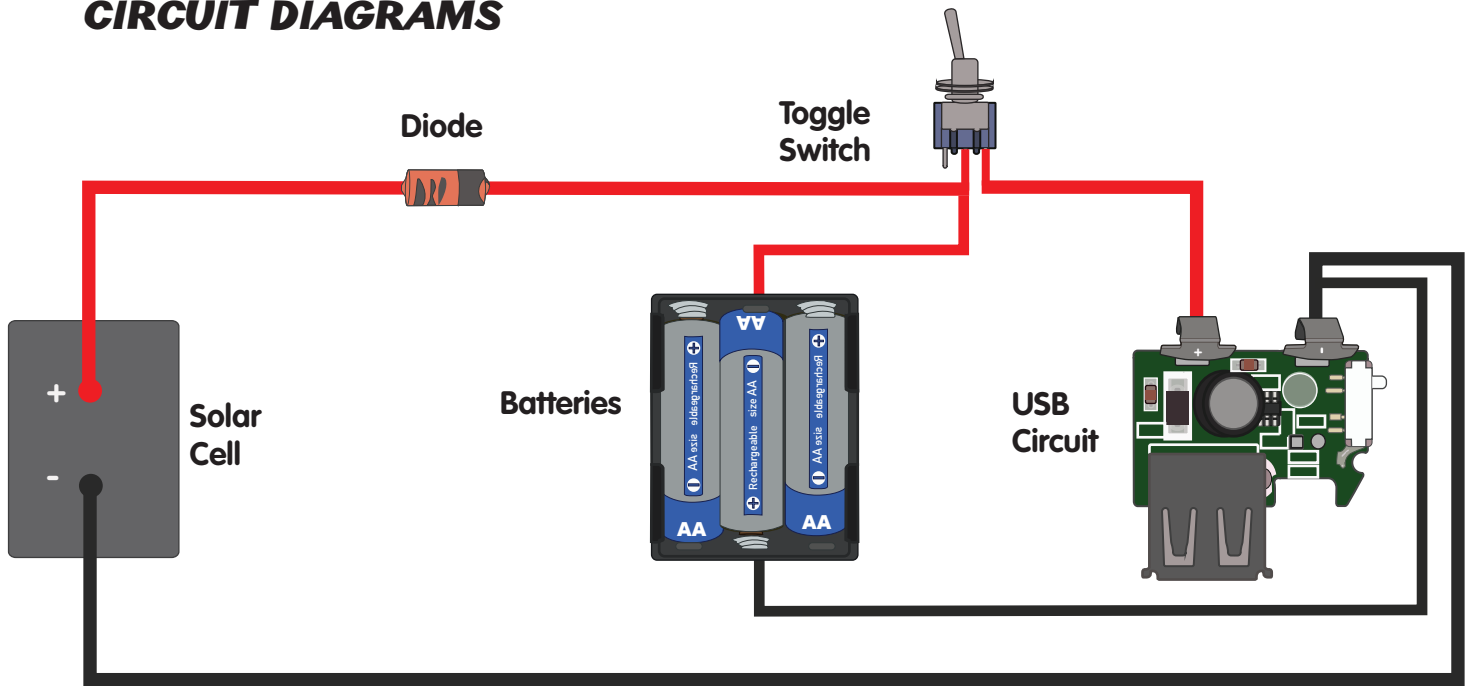 CIRCUIT DIAGRAMS
Diode
Toggle
Switch
+
-
Solar
Cell
Batteries
AA
+
Rechargeable size AA
-
AA
-
Rechargeable size AA
+
+
Rechargeable size AA
-
AA
USB
Circuit
+
-